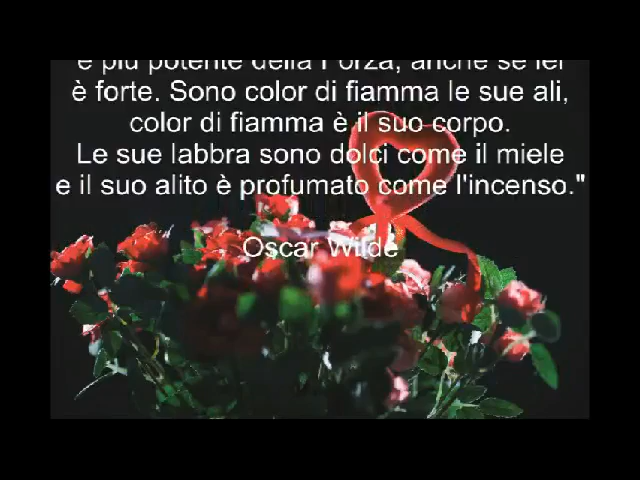 è più potente della Forza, anche se lei
è forte. Sono color di fiamma le sue ali,
color di fiamma è il suo corpo.
Le sue labbra sono dolci come il miele
e il suo alito è profumato come l'incenso."
Oscar Wilde